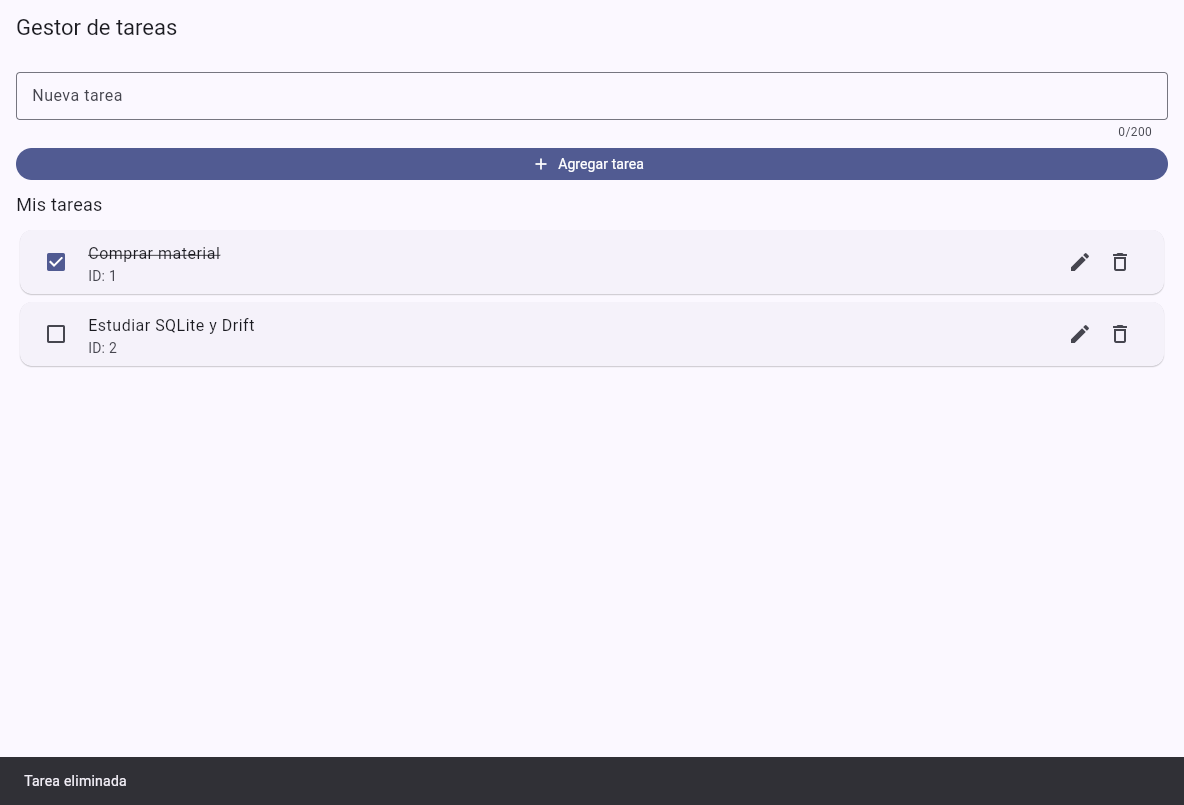 Gestor de tareas
Nueva tarea
0/200
Agregar tarea
Mis tareas
Comprar material
ID: 1
Estudiar SQLite y Drift
ID: 2
Tarea eliminada